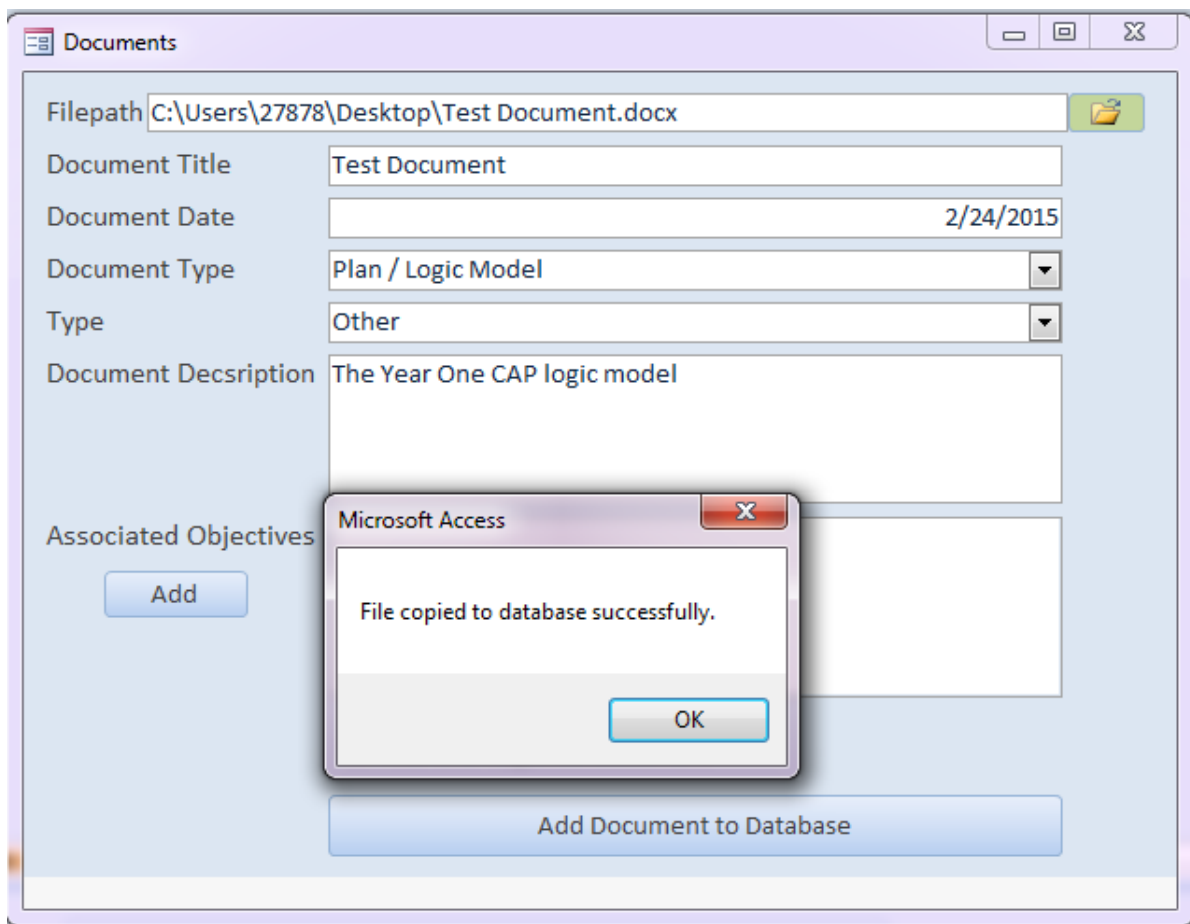 Documents
Filepath C:\Users\27878\Desktop\Test Document.docx
Document Title Test Document
Document Date 2/24/2015
Document Type Plan / Logic Model
Type Other
Document Decsription The Year One CAP logic model
Associated Objectives
Add
Microsoft Access
File copied to database successfully.
OK
Add Document to Database